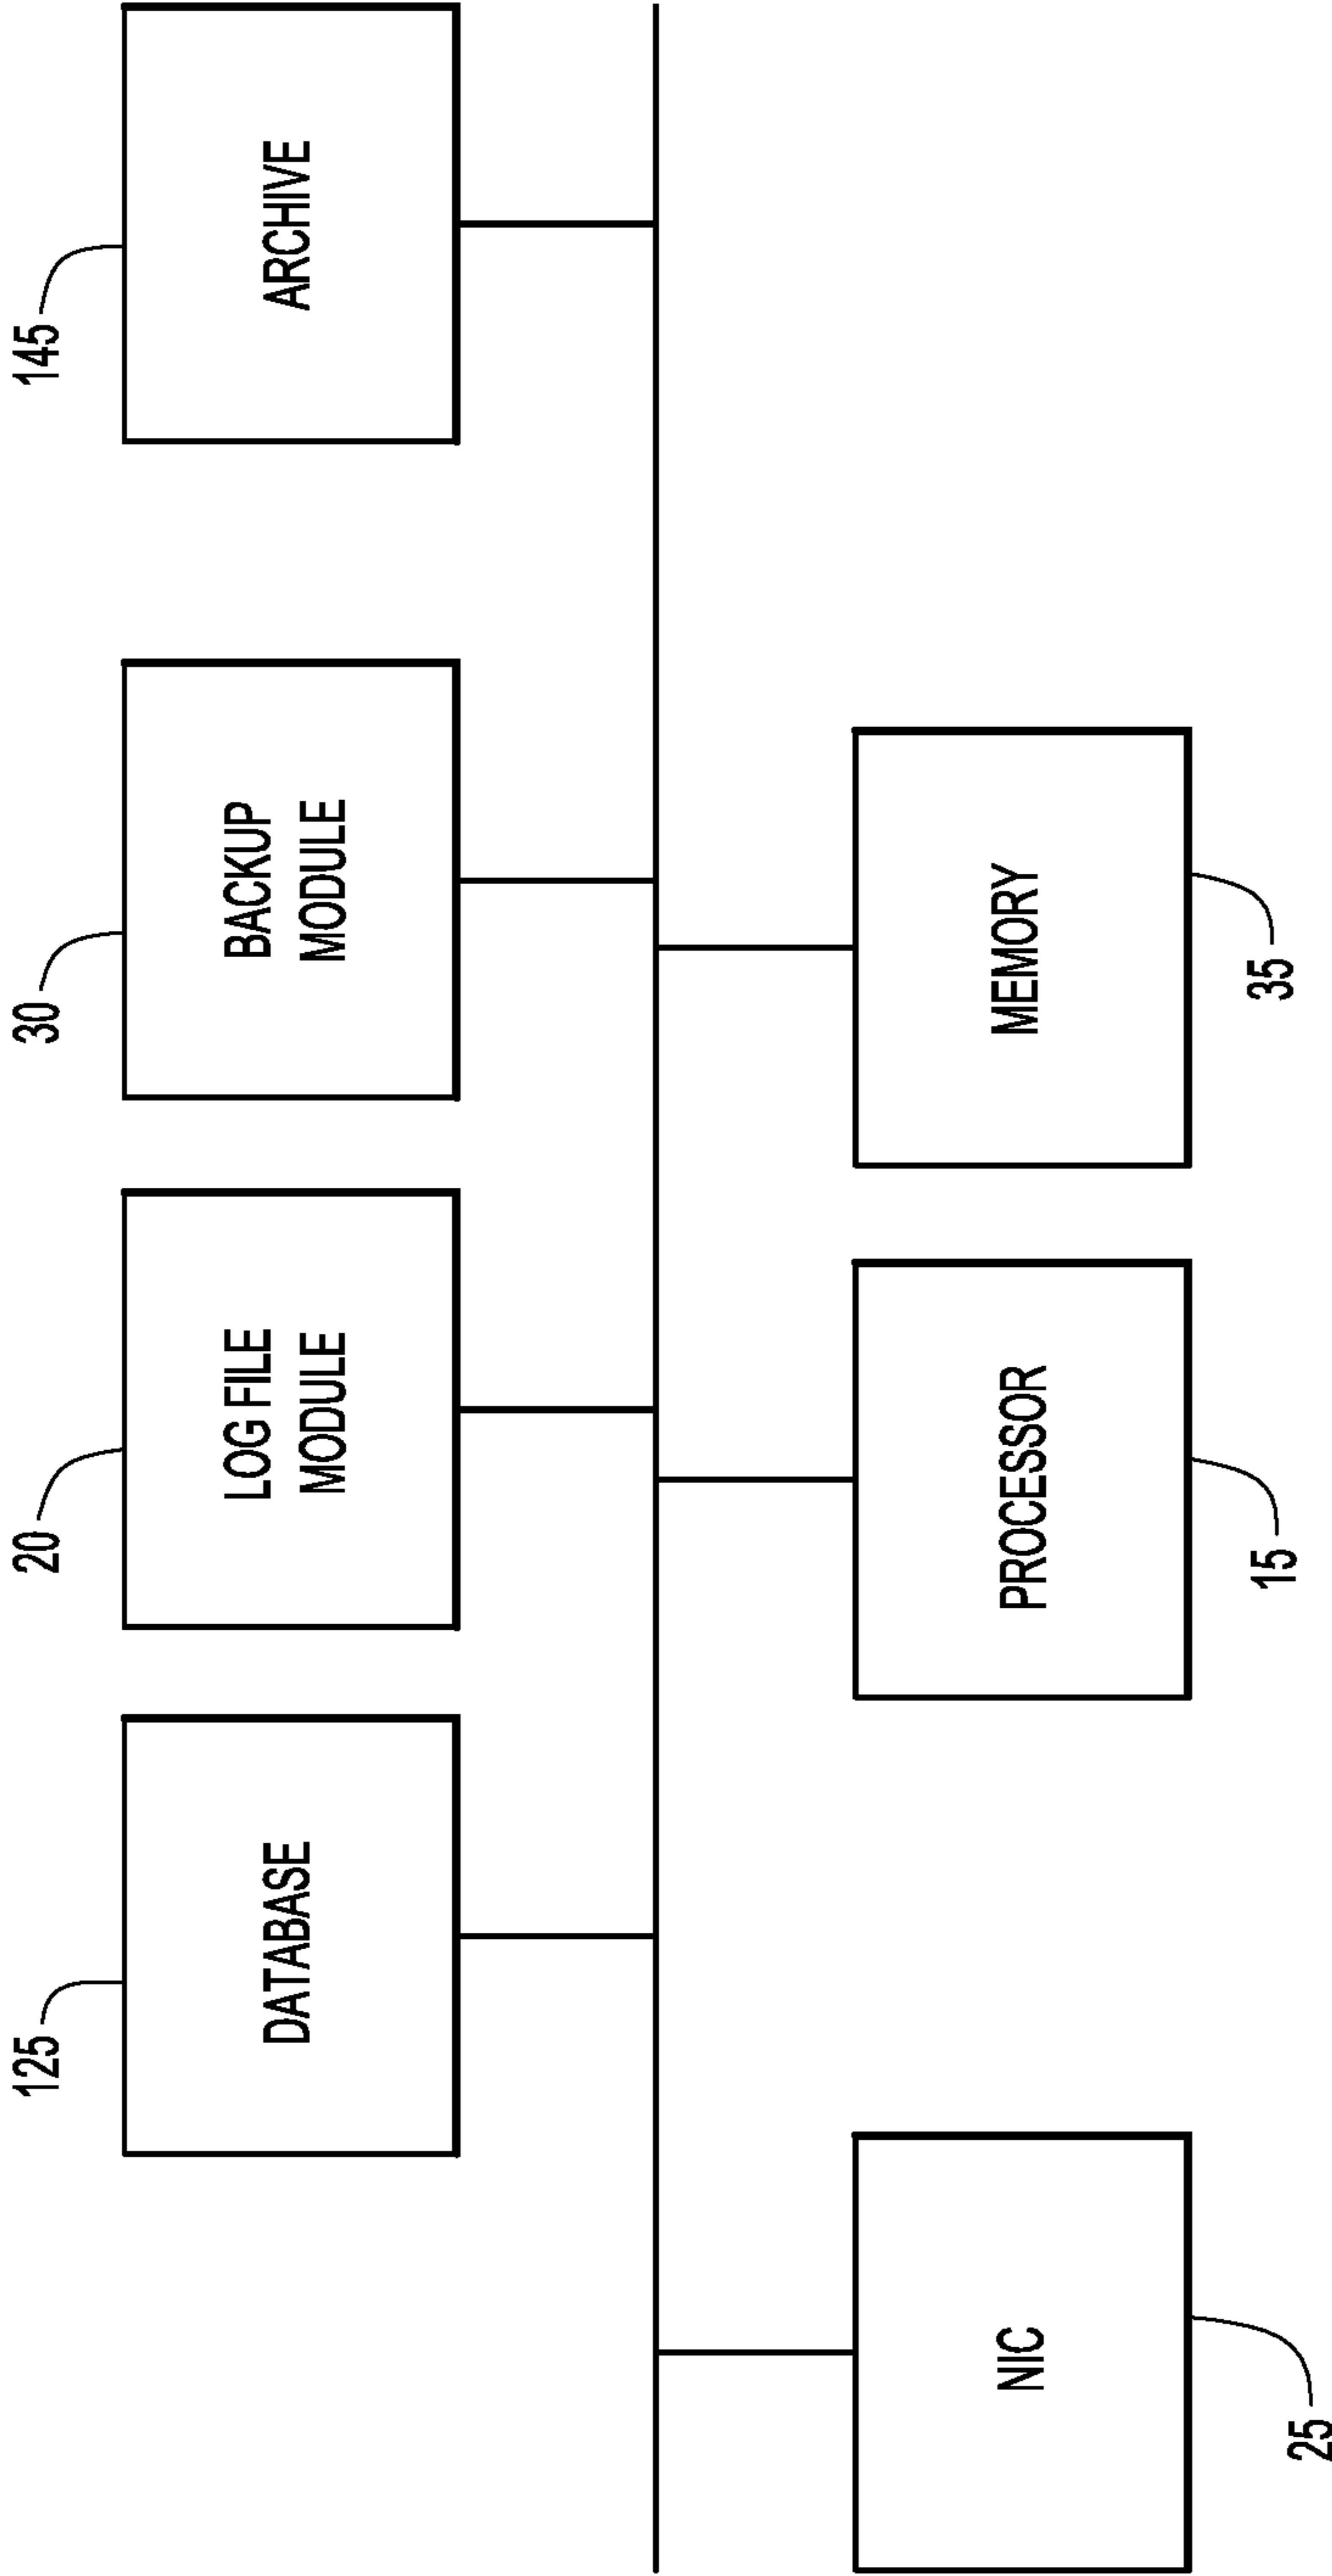 125
20
30
145
DATABASE
LOG FILE
MODULE
BACKUP
MODULE
ARCHIVE
NIC
PROCESSOR
MEMORY
25
15
35